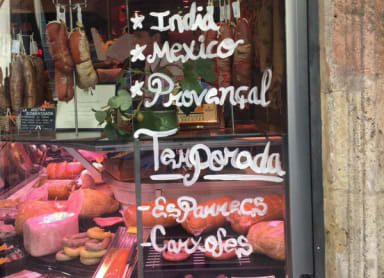 * India
* Mexico
* Provençal
Temporada
- Esparrecs
- Carxofes